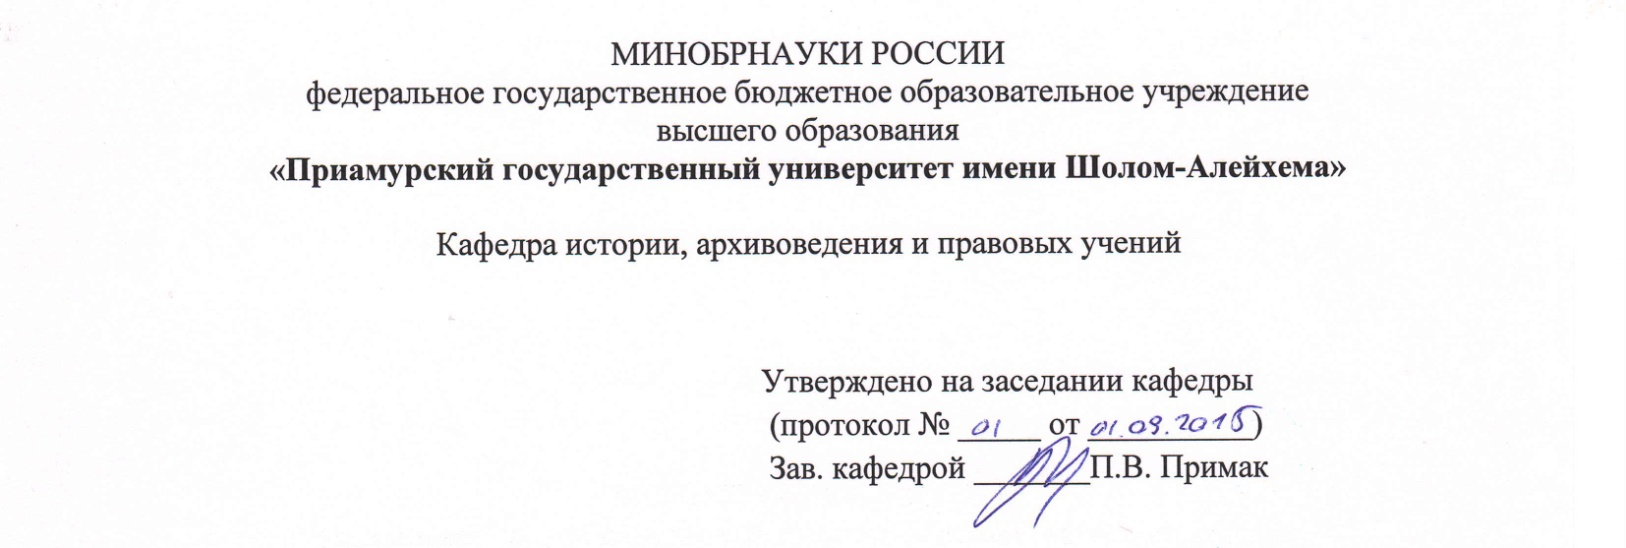 МИНОБРНАУКИ РОССИИ
федеральное государственное бюджетное образовательное учреждение
высшего образования
«Приамурский государственный университет имени Шолом-Алейхема»
Кафедра истории, архивоведения и правовых учений
Утверждено на заседании кафедры
(протокол № 01 от 01.09.2015)
Зав. кафедрой П.В. Примак